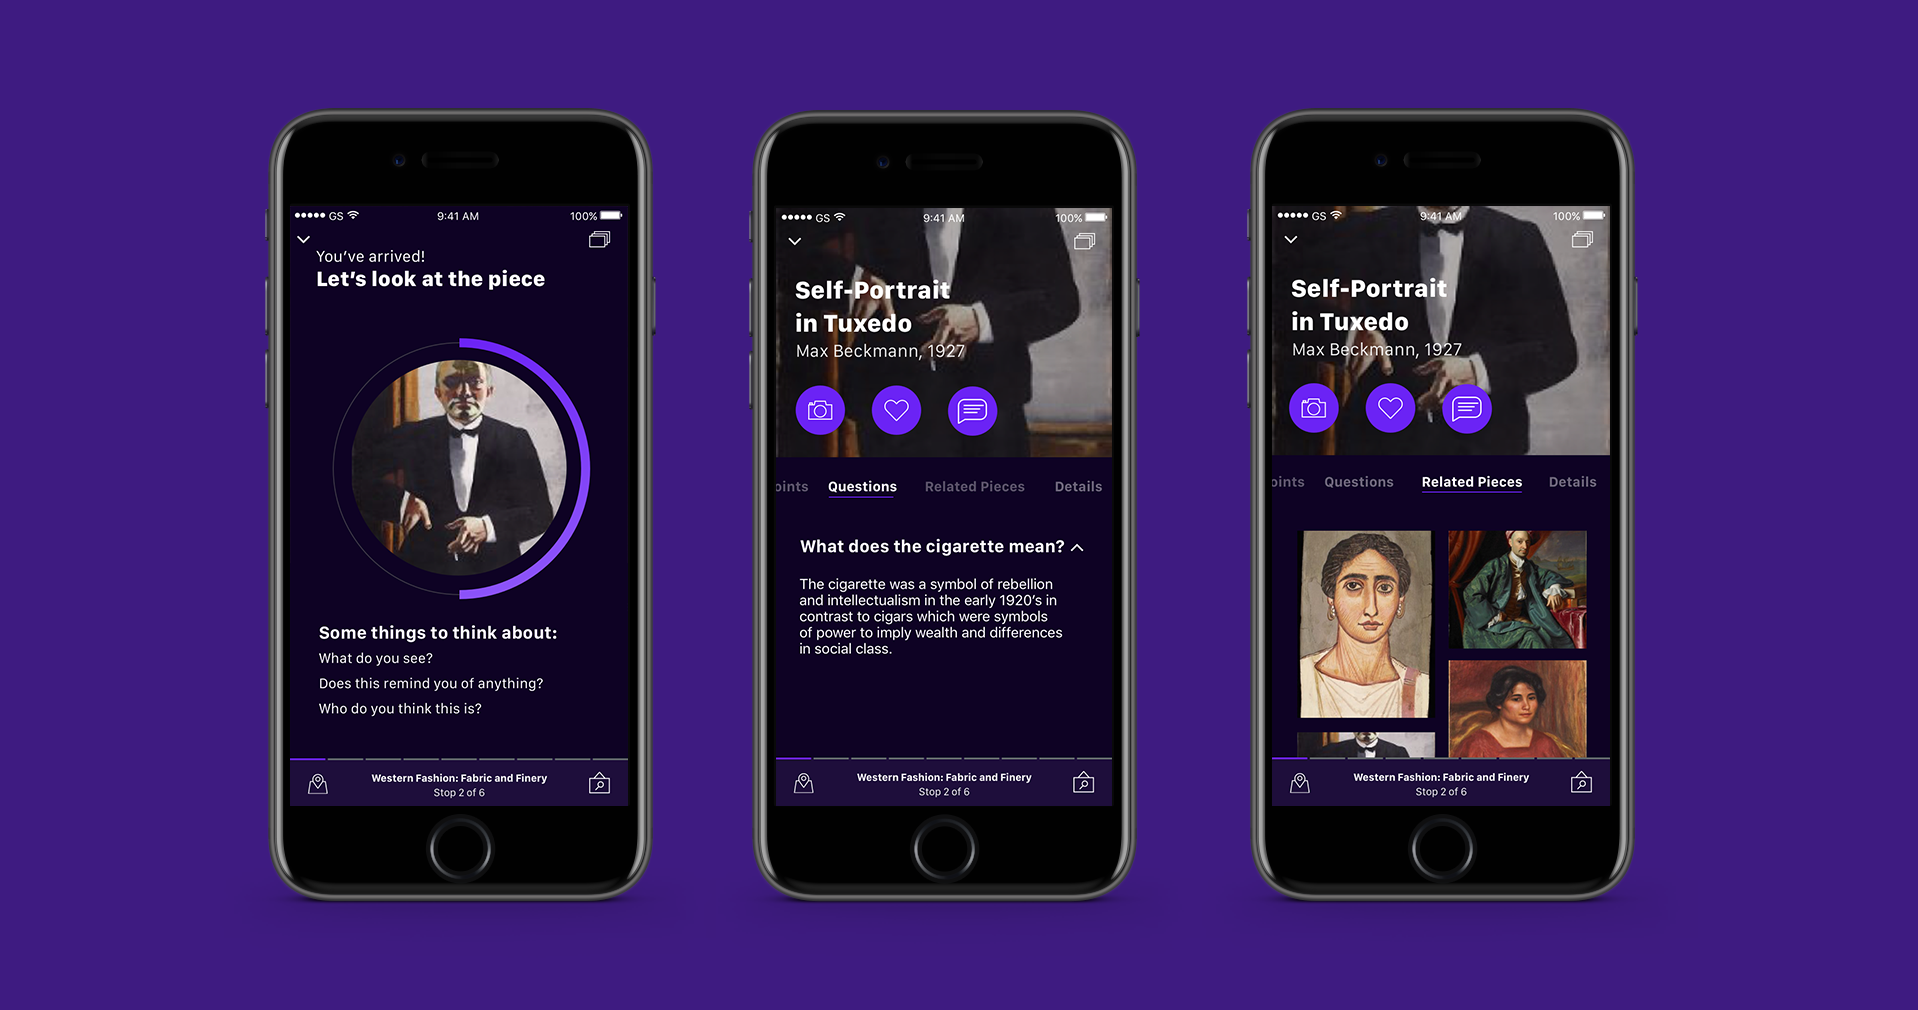 GS 9:41 AM 100%
You've arrived!
Let's look at the piece
Some things to think about:
What do you see?
Does this remind you of anything?
Who do you think this is?
Western Fashion: Fabric and Finery
Stop 2 of 6
GS 9:41 AM 100%
Self-Portrait
in Tuxedo
Max Beckmann, 1927
oints Questions Related Pieces Details
What does the cigarette mean?
The cigarette was a symbol of rebellion
and intellectualism in the early 1920's in
contrast to cigars which were symbols
of power to imply wealth and differences
in social class.
Western Fashion: Fabric and Finery
Stop 2 of 6
GS 9:41 AM 100%
Self-Portrait
in Tuxedo
Max Beckmann, 1927
oints Questions Related Pieces Details
Western Fashion: Fabric and Finery
Stop 2 of 6